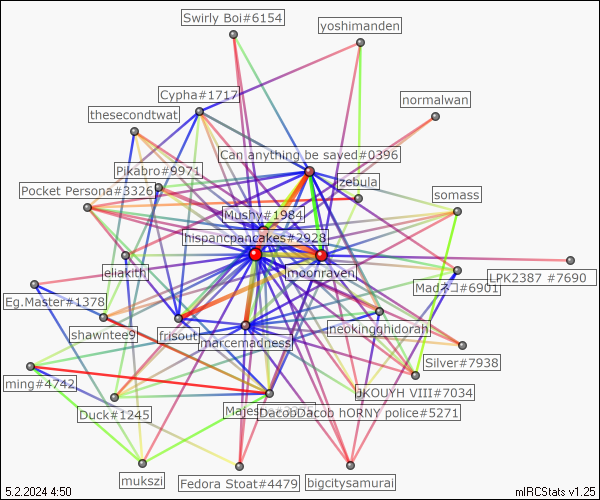 Swirly Boi#6154
yoshimanden
Cypha#1717
normalwan
thesecondtwat
Can anything be saved#0396
Pikabro#9971
zebula
Pocket Persona#3326
somass
Mushy#1984
hispancpancakes#2928
eliakith
moonraven
LPK2387 #7690
Madネコ#6901
Eg.Master#1378
shawntee9
frisout
neokingghidorah
marcemadness
Silver#7938
ming#4742
JKOUYH VIII#7034
Duck#1245
DacobDacob hORNY police#5271
mukszi
Fedora Stoat#4479
bigcitysamurai
5.2.2024 4:50
mIRCStats v1.25